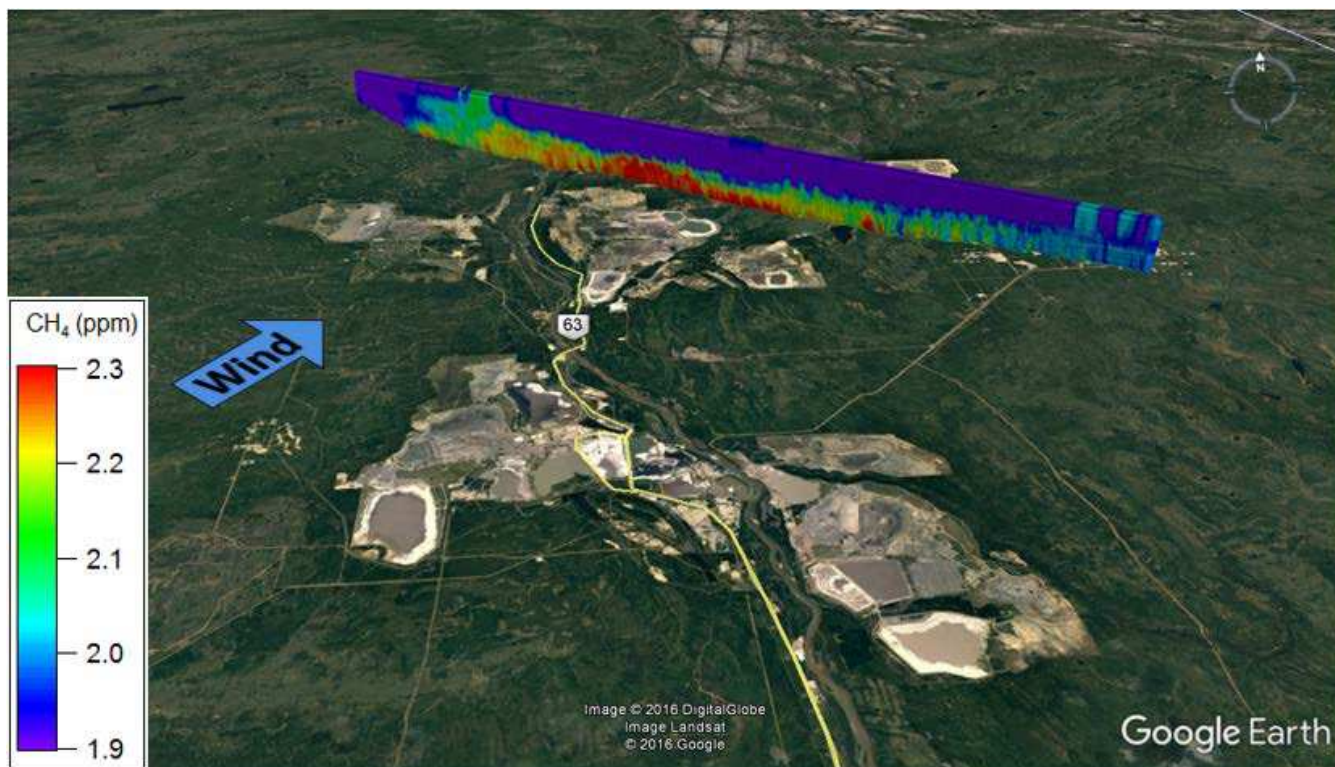 N
CH₄ (ppm)
2.3
2.2
2.1
2.0
1.9
Wind
63
Image © 2016 DigitalGlobe
Image Landsat
© 2016 Google
Google Earth